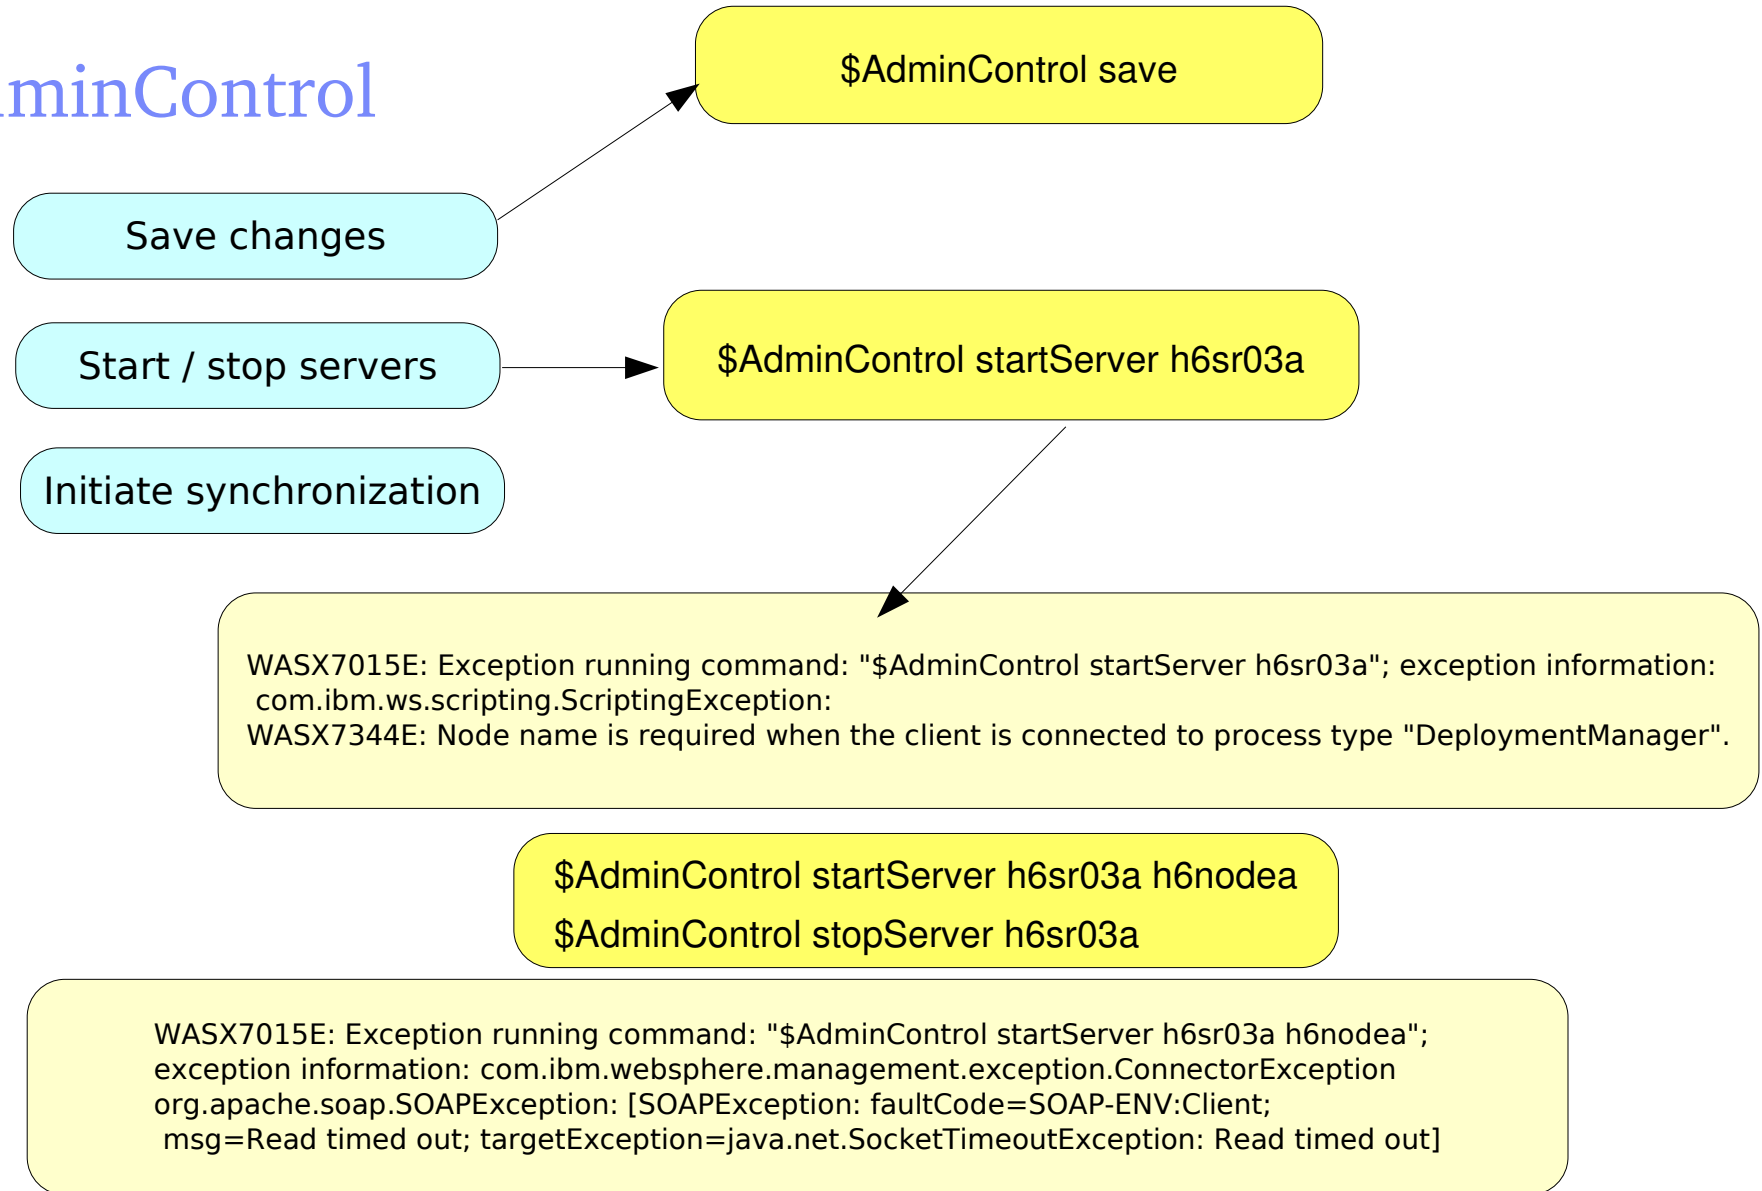 minControl
$AdminControl save
Save changes
Start / stop servers
$AdminControl startServer h6sr03a
Initiate synchronization
WASX7015E: Exception running command: "$AdminControl startServer h6sr03a"; exception information:
com.ibm.ws.scripting.ScriptingException:
WASX7344E: Node name is required when the client is connected to process type "DeploymentManager".
$AdminControl startServer h6sr03a h6nodea
$AdminControl stopServer h6sr03a
WASX7015E: Exception running command: "$AdminControl startServer h6sr03a h6nodea";
exception information: com.ibm.websphere.management.exception.ConnectorException
org.apache.soap.SOAPException: [SOAPException: faultCode=SOAP-ENV:Client;
msg=Read timed out; targetException=java.net.SocketTimeoutException: Read timed out]